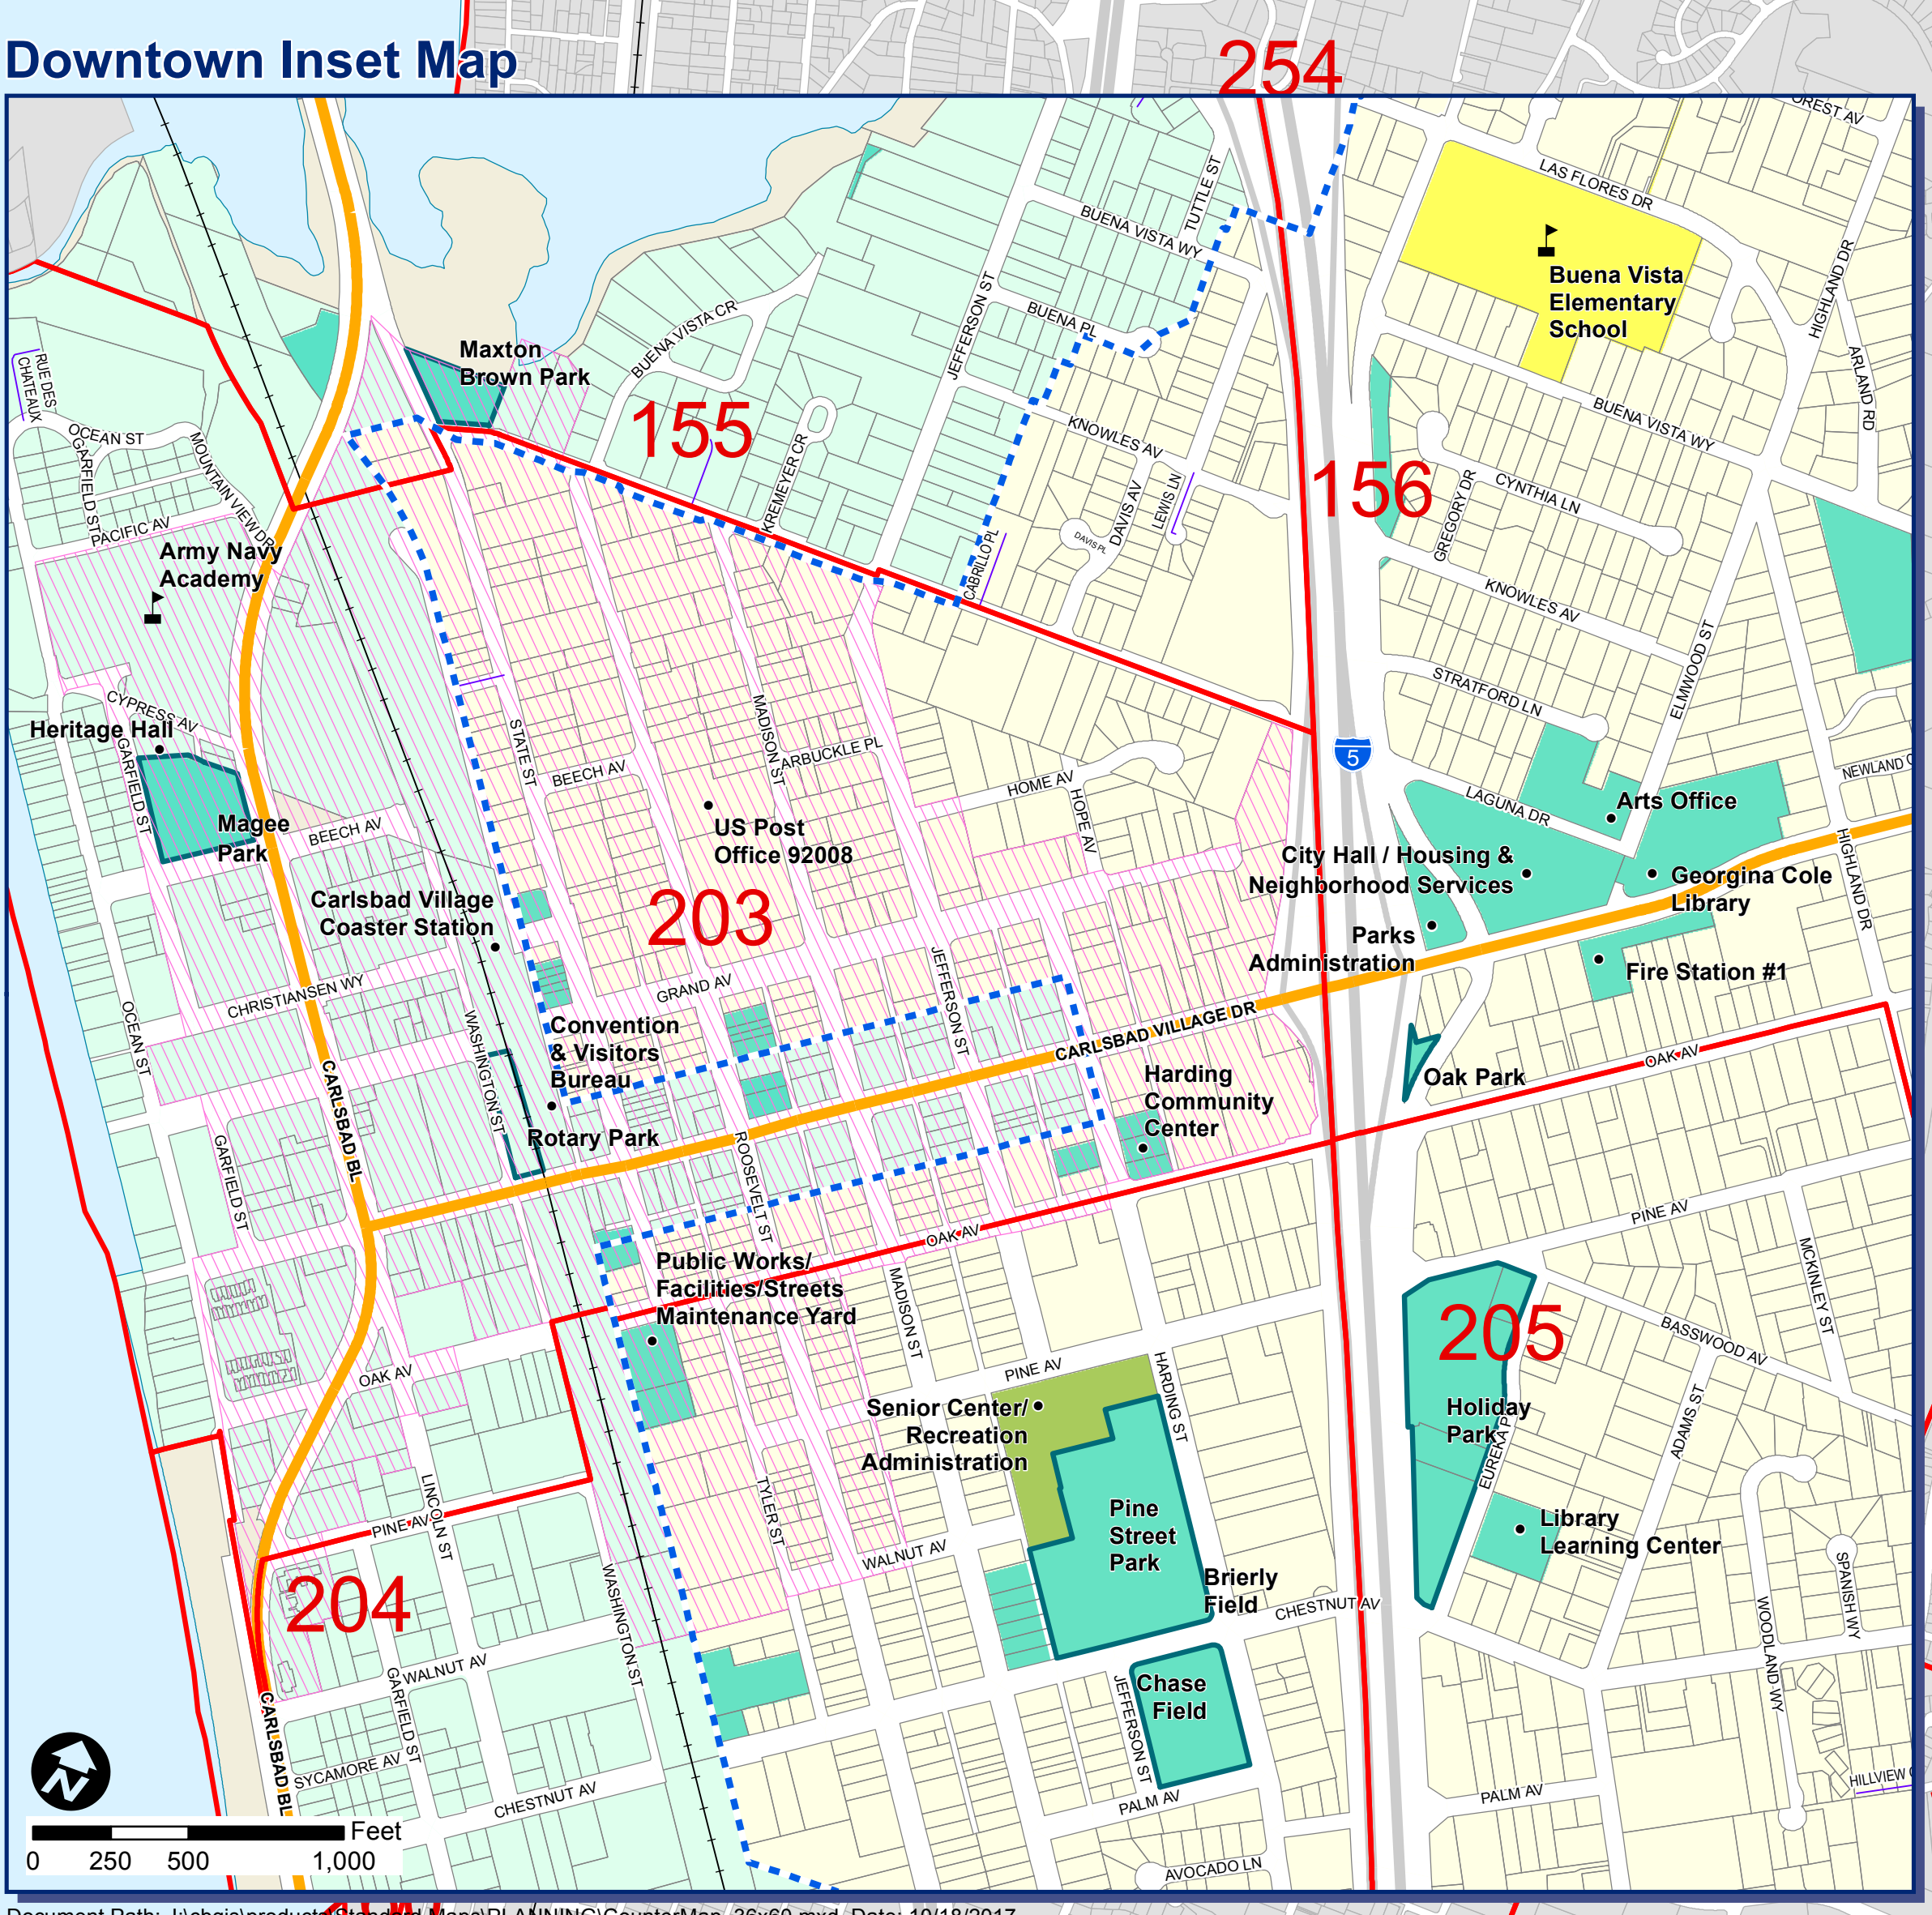 Downtown Inset Map
254
OREST AV
LAS FLORES DR
TUTTLE ST
BUENA VISTA WY
HIGHLAND DR
Buena Vista
Elementary
School
JEFFERSON ST
BUENA PL
BUENA VISTA CR
Maxton
Brown Park
RUE DES
CHATEAUX
ARLAND RD
155
KNOWLES AV
BUENA VISTA WY
OCEAN ST
GARFIELD ST
MOUNTAIN VIEW DR
KREMEYER CR
156
CYNTHIA LN
GREGORY DR
DAVIS AV
LEWIS LN
PACIFIC AV
DAVIS PL
CABRILLO PL
Army Navy
Academy
KNOWLES AV
ELMWOOD ST
STRATFORD LN
CYPRESS AV
Heritage Hall
GARFIELD ST
STATE ST
MADISON ST
ARBUCKLE PL
BEECH AV
HOME AV
HOPE AV
5
LAGUNA DR
NEWLAND C
Arts Office
Magee
Park
BEECH AV
US Post
Office 92008
HIGHLAND DR
City Hall / Housing &
Neighborhood Services
Georgina Cole
Library
Carlsbad Village
Coaster Station
203
Parks
Administration
Fire Station #1
JEFFERSON ST
GRAND AV
CHRISTIANSEN WY
OCEAN ST
WASHINGTON ST
Convention
& Visitors
Bureau
CARLSBAD VILLAGE DR
OAK AV
CARLSBAD BL
Harding
Community
Center
Oak Park
Rotary Park
GARFIELD ST
ROOSEVELT ST
PINE AV
OAK AV
MCKINLEY ST
Public Works/
Facilities/Streets
Maintenance Yard
MADISON ST
205
BASSWOOD AV
OAK AV
PINE AV
HARDING ST
Senior Center/
Recreation
Administration
Holiday
Park
EUREKA P
ADAMS ST
LINCOLN ST
TYLER ST
PINE AV
Pine
Street
Park
Library
Learning Center
WALNUT AV
SPANISH WY
204
WASHINGTON ST
Brierly
Field
CHESTNUT AV
WOODLAND WY
WALNUT AV
GARFIELD ST
CARLSBAD BL
Chase
Field
JEFFERSON ST
SYCAMORE AV
CHESTNUT AV
PALM AV
PALM AV
HILLVIEW C
AVOCADO LN
N
Feet
0 250 500 1,000